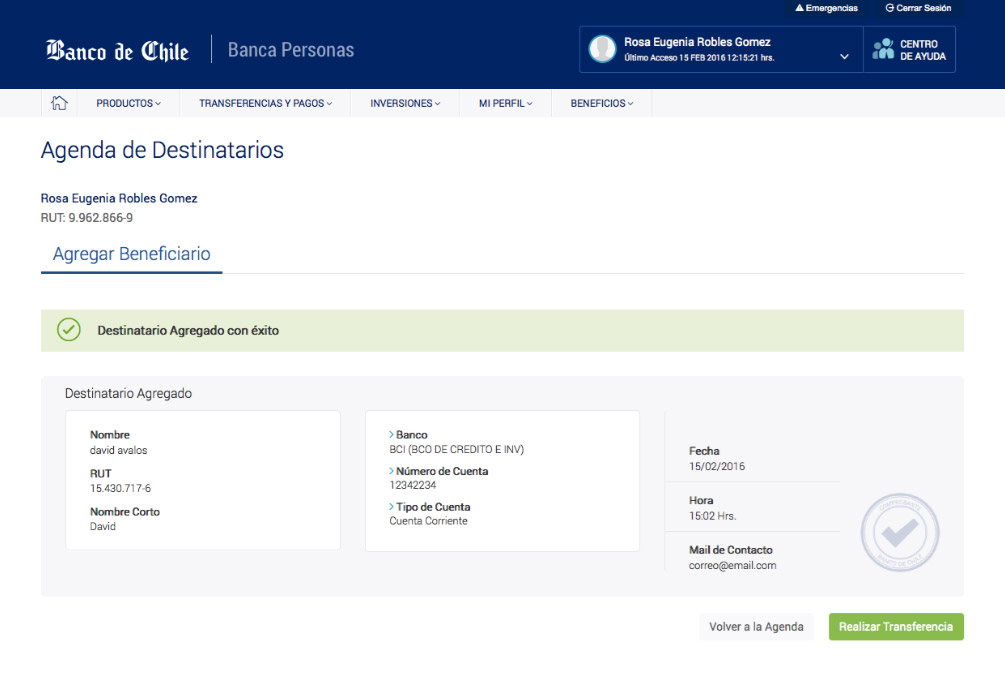 Emergencias
Cerrar Sesión
Banco de Chile
Banca Personas
Rosa Eugenia Robles Gomez
Último Acceso 15 FEB 2016 12:15:21 hrs.
CENTRO
DE AYUDA
PRODUCTOS
TRANSFERENCIAS Y PAGOS
INVERSIONES
MI PERFIL
BENEFICIOS
Agenda de Destinatarios
Rosa Eugenia Robles Gomez
RUT: 9.962.866-9
Agregar Beneficiario
Destinatario Agregado con éxito
Destinatario Agregado
Nombre
david avalos
RUT
15.430.717-6
Nombre Corto
David
Banco
BCI (BCO DE CREDITO E INV)
Número de Cuenta
12342234
Tipo de Cuenta
Cuenta Corriente
Fecha
15/02/2016
Hora
15:02 Hrs.
Mail de Contacto
correo@email.com
COMPROBANTE
BANCO DE CHILE
Volver a la Agenda
Realizar Transferencia